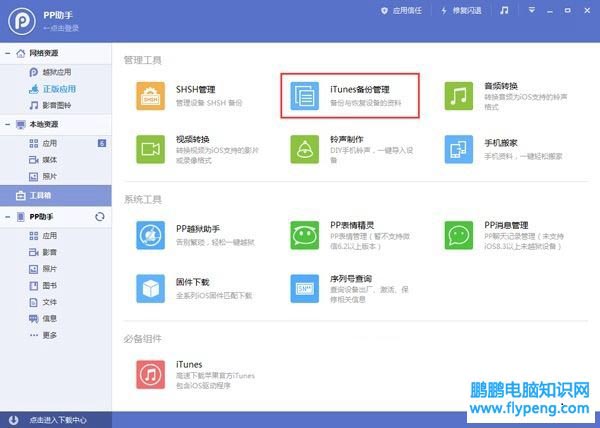 PP助手
←点击登录
应用信任
修复闪退
网络资源
越狱应用
正版应用
影音图铃
本地资源
应用
6
媒体
照片
工具箱
PP助手
应用
影音
照片
图书
文件
信息
更多
点击进入下载中心
管理工具
SHSH管理
管理设备 SHSH 备份
iTunes备份管理
备份与恢复设备的资料
音频转换
转换音频为iOS支持的铃声
格式
视频转换
转换视频为iOS支持的影片
或录像格式
铃声制作
DIY手机铃声，一键导入设
备
手机搬家
手机资料，一键轻松搬家
系统工具
PP越狱助手
告别繁琐，轻松一键越狱
PP表情精灵
PP表情管理（暂不支持微
信6.2以上版本）
PP消息管理
PP聊天记录管理（未支持
iOS8.3以上未越狱设备）
固件下载
全系列iOS固件匹配下载
序列号查询
查询设备出厂、激活、保
修相关信息
必备组件
iTunes
高速下载苹果官方iTunes
包含iOS驱动程序
SHSH
SN
鹏鹏电脑知识网
www.flypeng.com